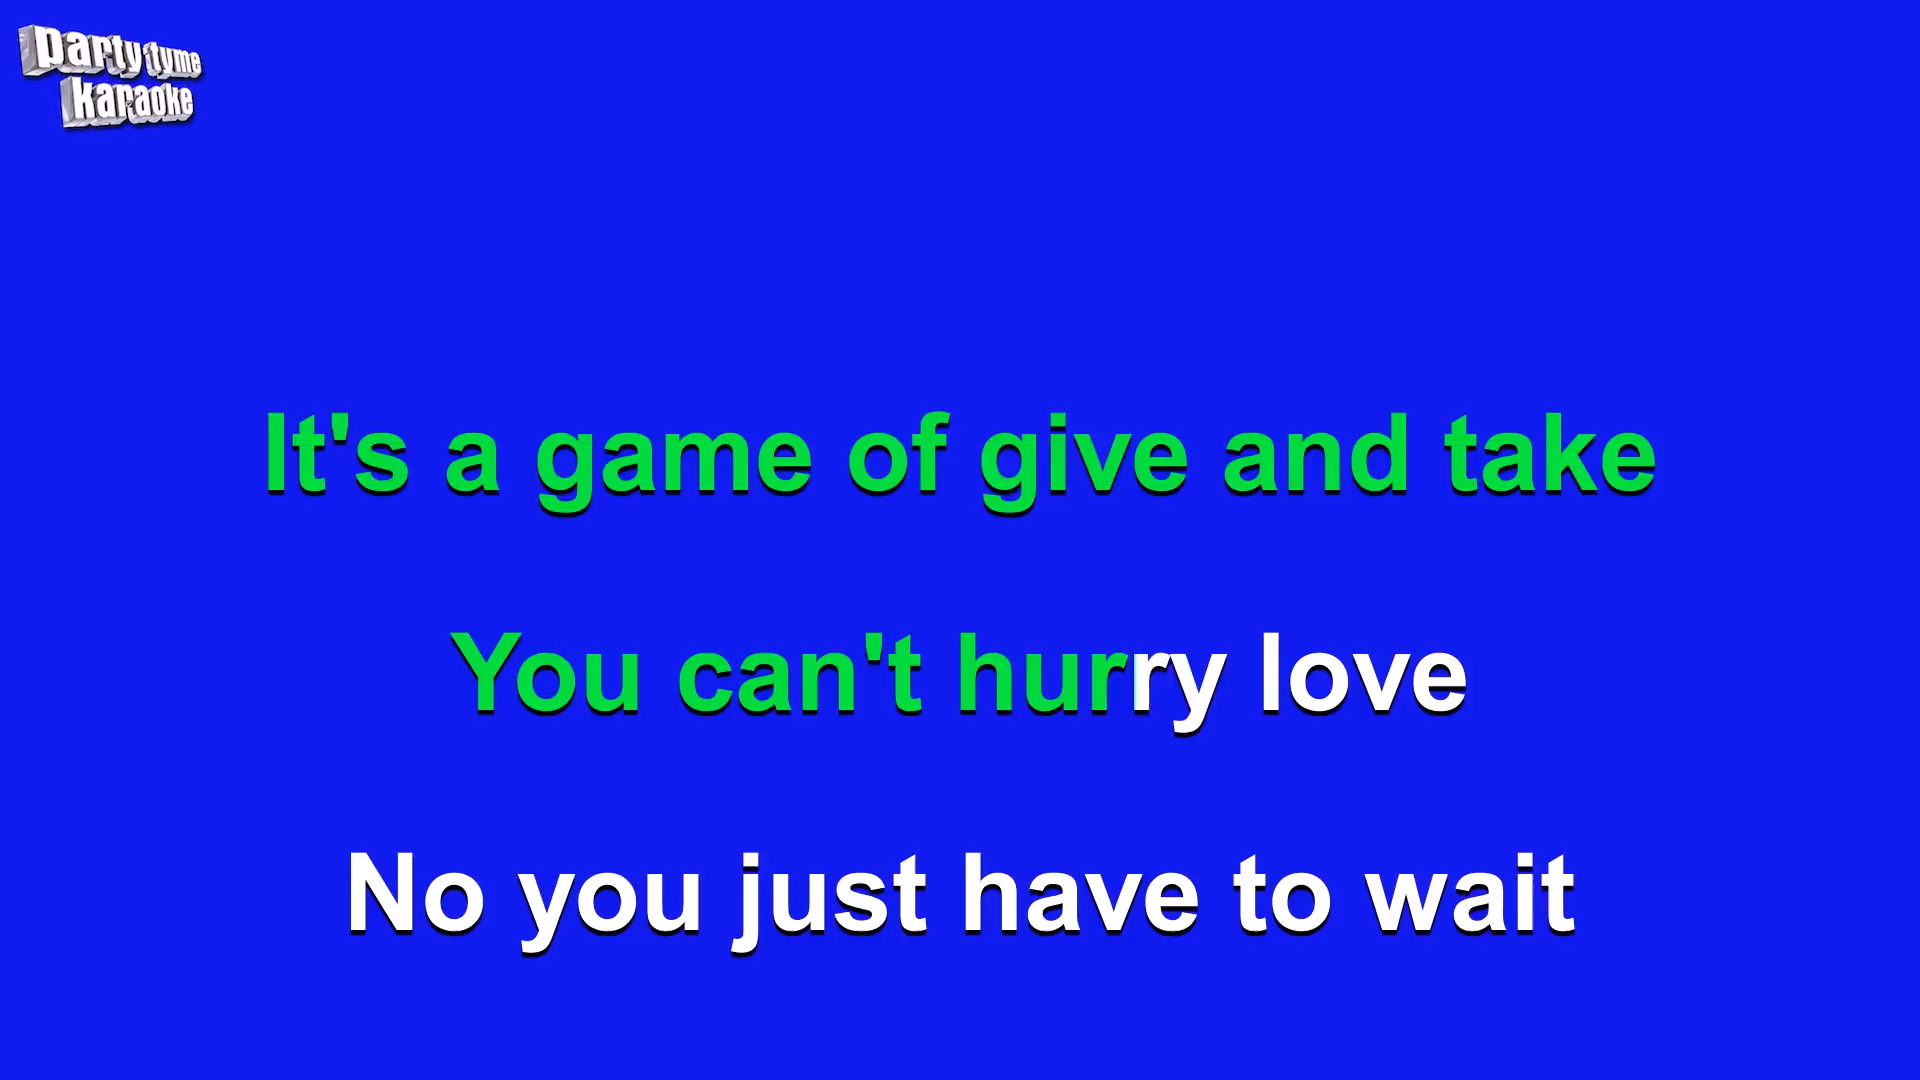 party tyme
karaoke
It's a game of give and take
You can't hurry love
No you just have to wait